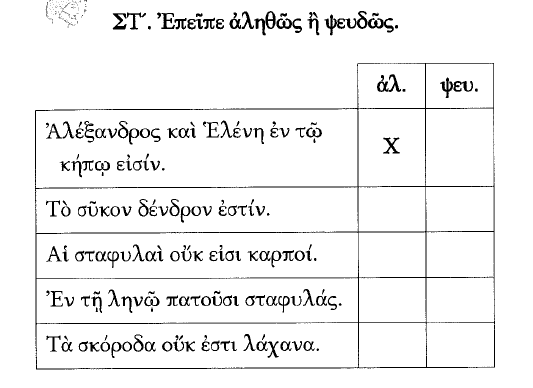 ΣΤ´. Ἐπεῖπε ἀληθῶς ἢ ψευδῶς.
ἀλ. ψευ.
Ἀλέξανδρος καὶ Ἑλένη ἐν τῷ
κήπῳ εἰσίν.
X
Τὸ σῦκον δένδρον ἐστίν.
Αἱ σταφυλαὶ οὔκ εἰσι καρποί.
Ἐν τῇ ληνῷ πατοῦσι σταφυλάς.
Τὰ σκόροδα οὔκ ἐστι λάχανα.